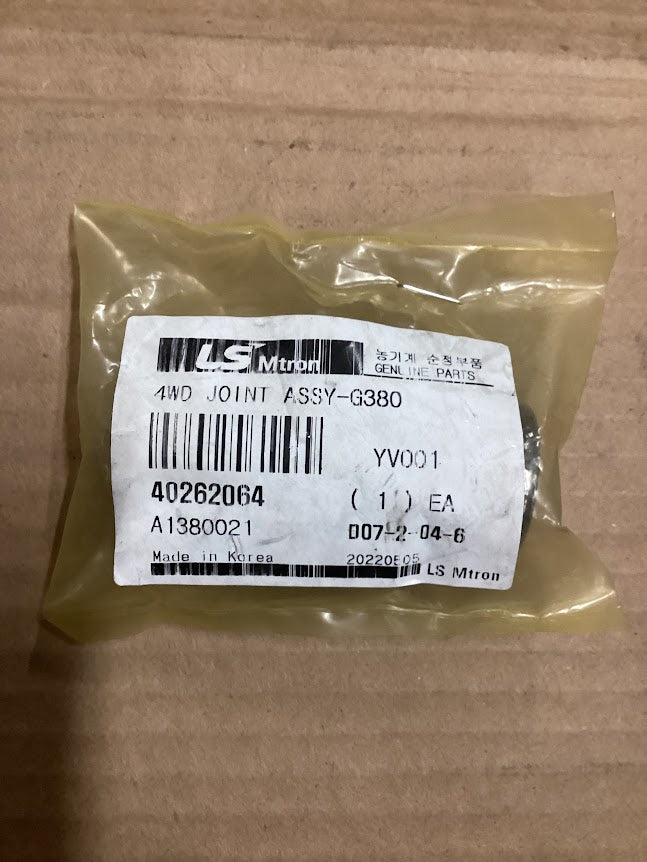 LS Mtron
농기계 순정부품
GENUINE PARTS
4WD JOINT ASSY-G380
YV001
40262064
( 1 ) EA
A1380021
D07-2-04-6
Made in Korea
LS Mtron